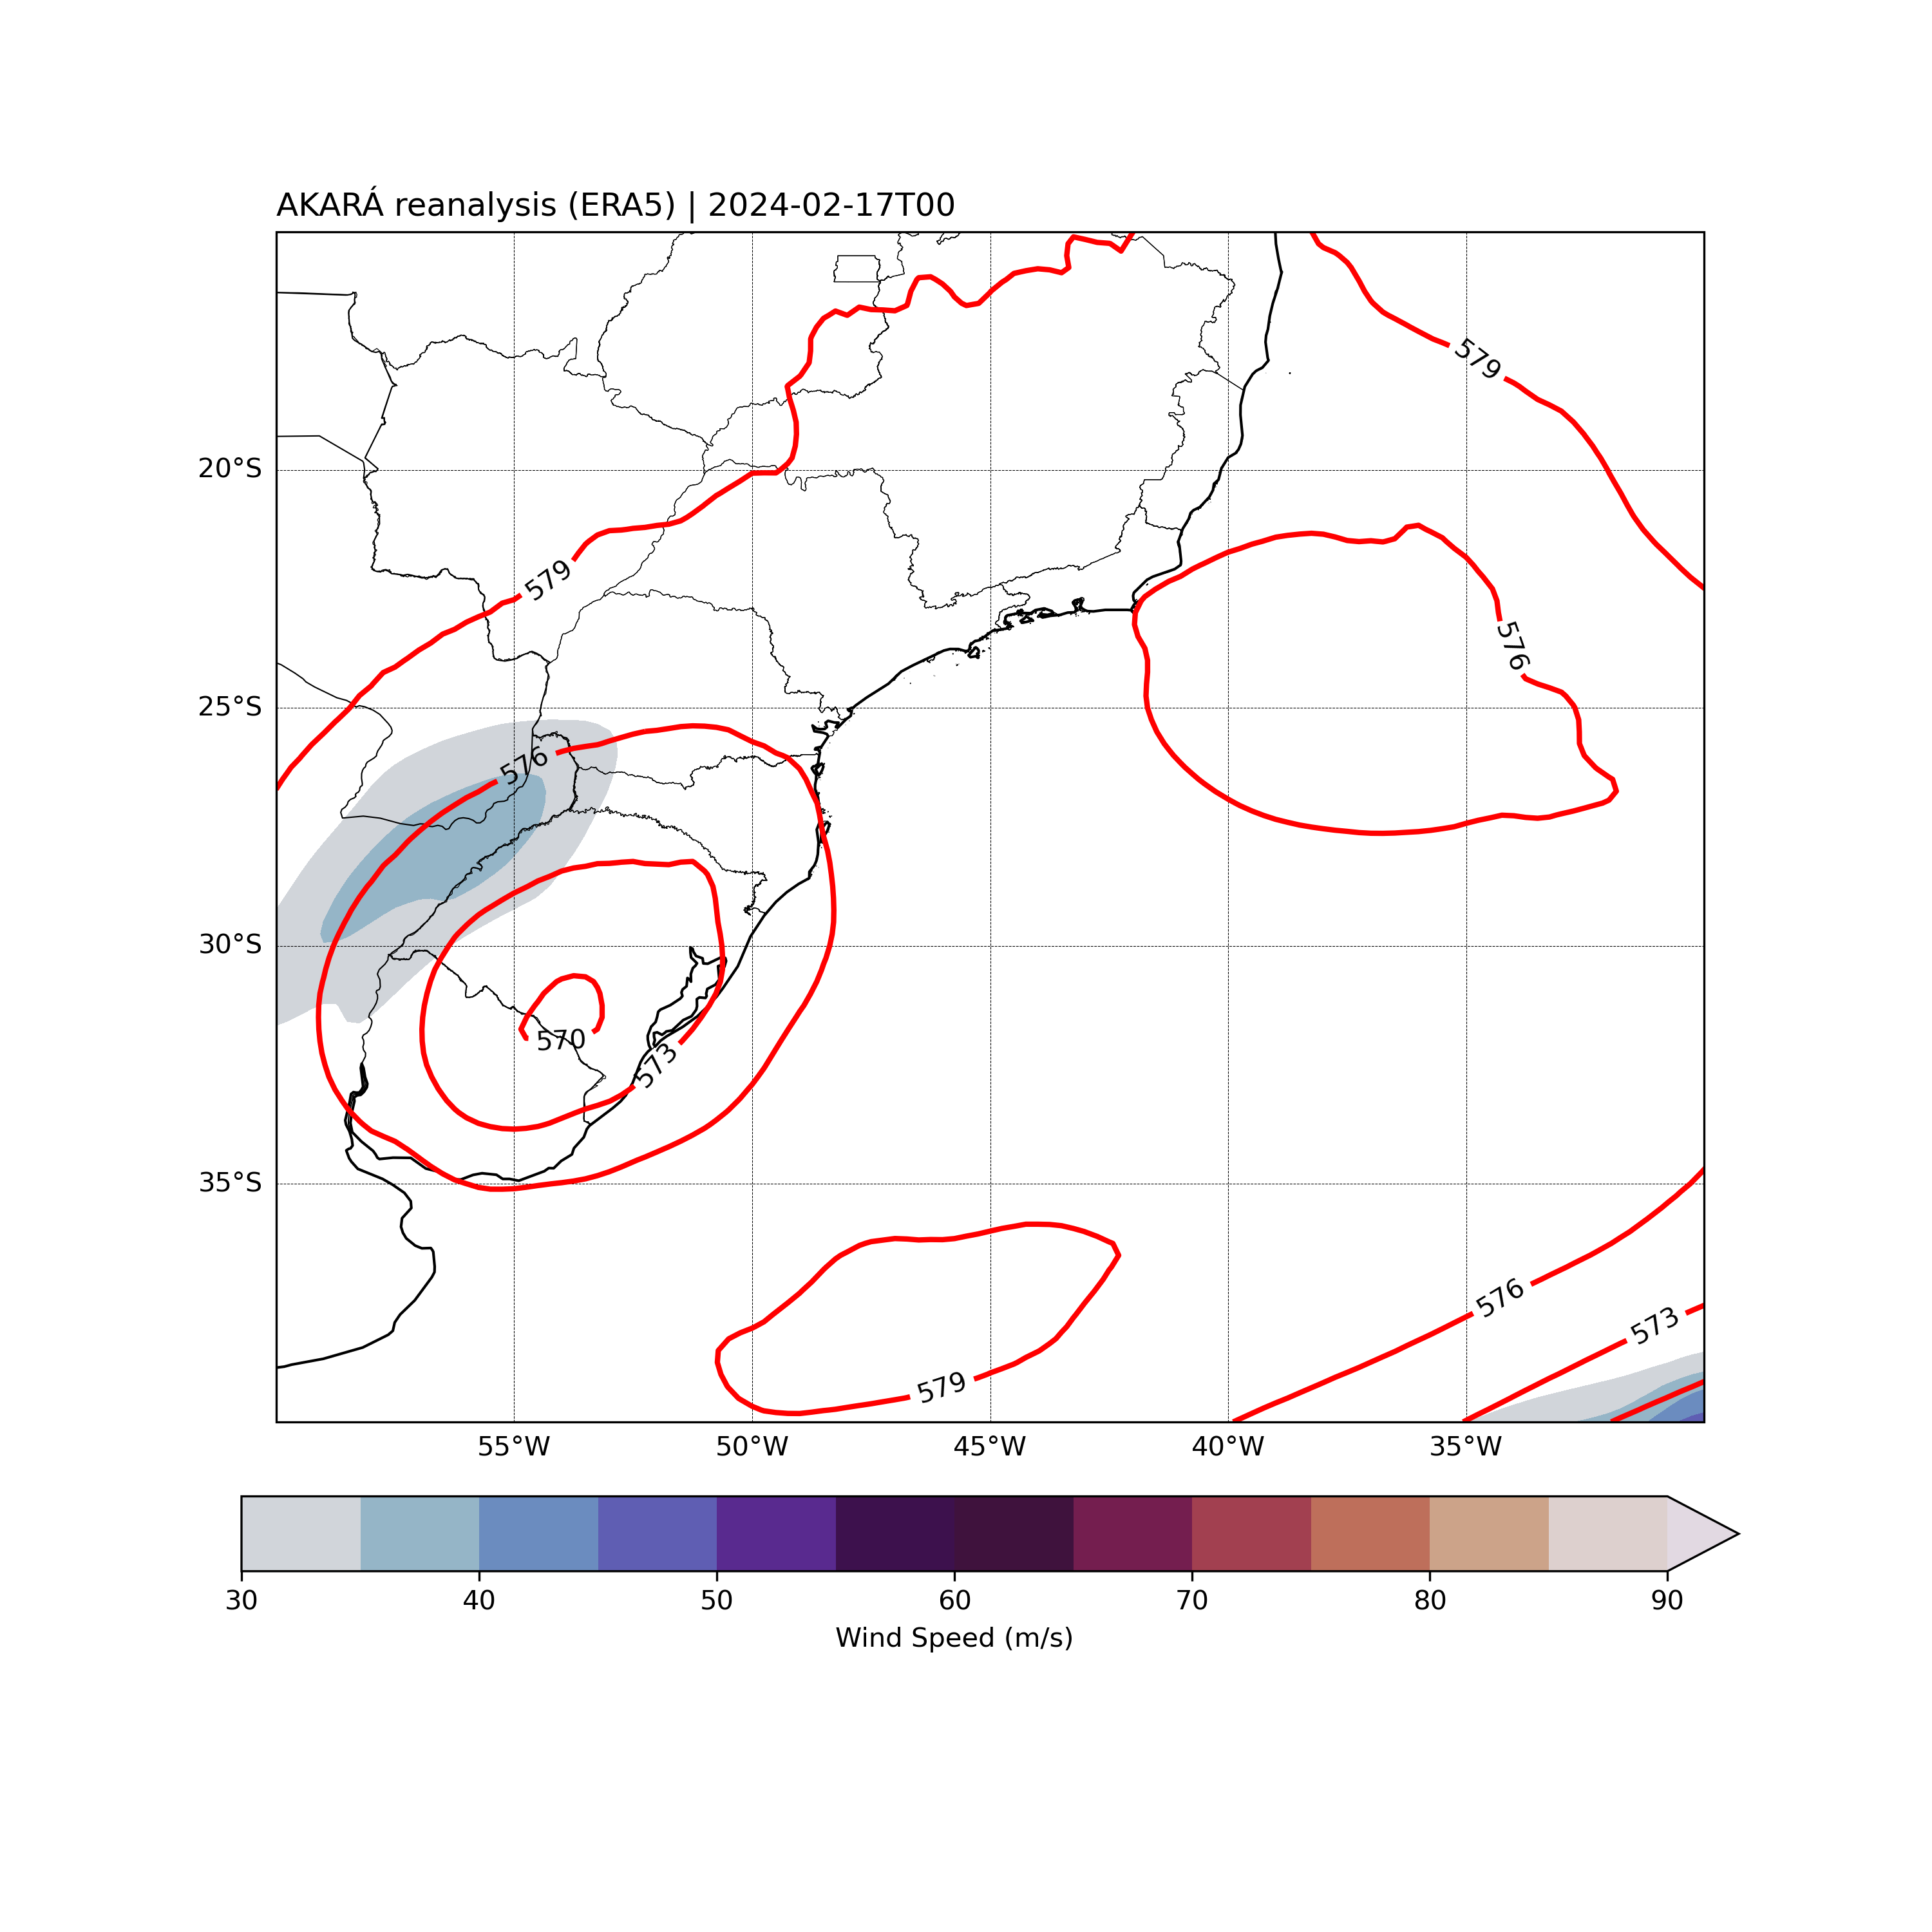 AKARÁ reanalysis (ERA5) | 2024-02-17T00
579
20°S
579
576
25°S
576
30°S
570
573
35°S
576
573
579
55°W 50°W 45°W 40°W 35°W
30 40 50 60 70 80 90
Wind Speed (m/s)